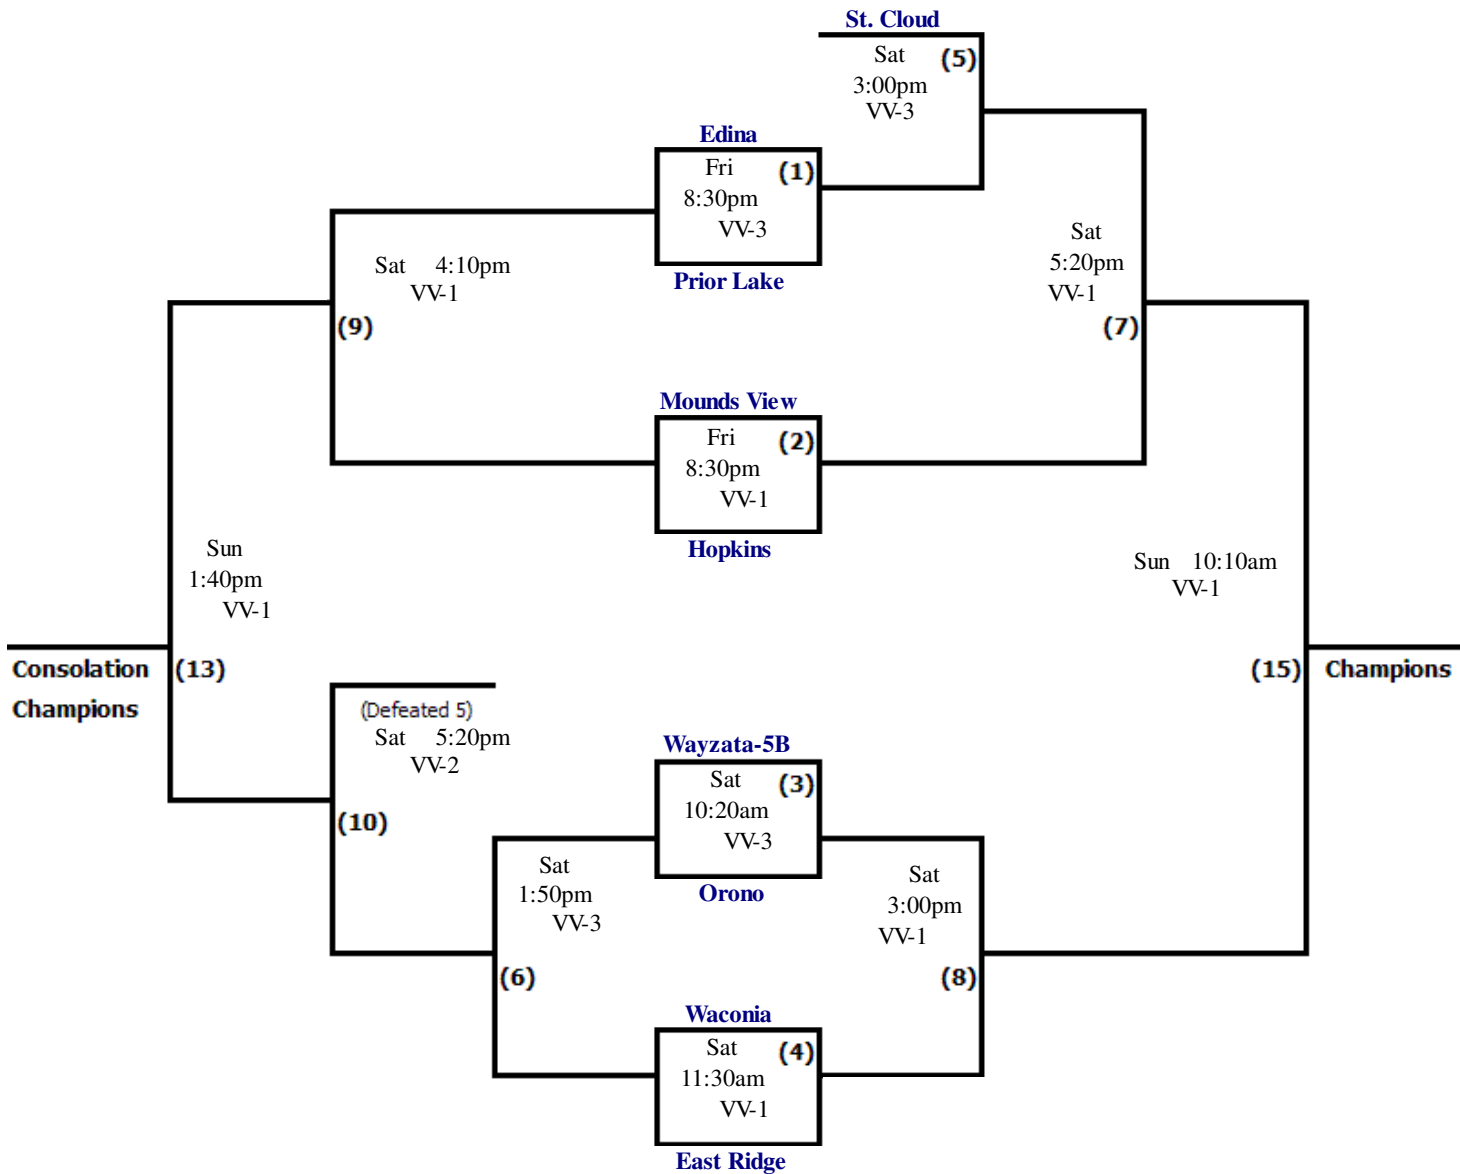 St. Cloud
Sat (5)
3:00pm
VV-3
Edina
Fri (1)
8:30pm
VV-3
Prior Lake
Sat
5:20pm
VV-1
(7)
Sat 4:10pm
VV-1
(9)
Mounds View
Fri (2)
8:30pm
VV-1
Hopkins
Sun
1:40pm
VV-1
Sun 10:10am
VV-1
Consolation (13)
Champions
(15) Champions
(Defeated 5)
Sat 5:20pm
VV-2
(10)
Wayzata-5B
Sat (3)
10:20am
VV-3
Orono
Sat
1:50pm
VV-3
(6)
Sat
3:00pm
VV-1
(8)
Waconia
Sat (4)
11:30am
VV-1
East Ridge